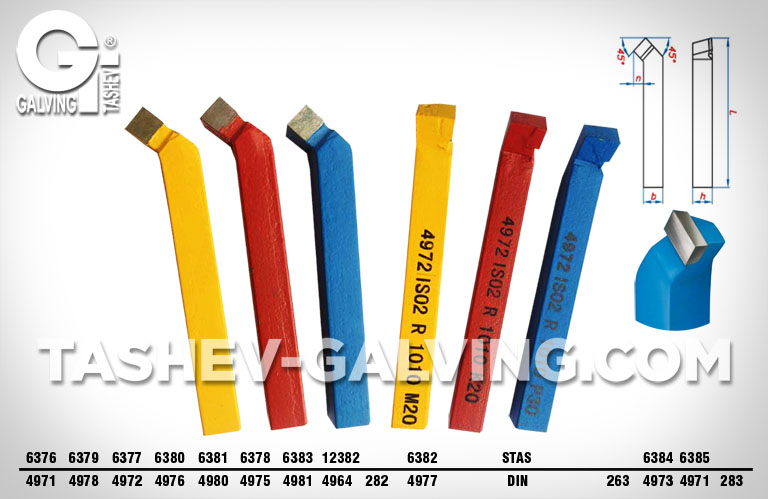 GALVING
TASHEV
®
45°
45°
n
L
b
h
4972 ISO2 R 1010 M20
4972 ISO2 R 1010
4972 ISO2 R P30
TASHEV-GALVING.COM
6376 6379 6377 6380 6381 6378 6383 12382 6382 STAS 6384 6385
4971 4978 4972 4976 4980 4975 4981 4964 282 4977 DIN 263 4973 4971 283